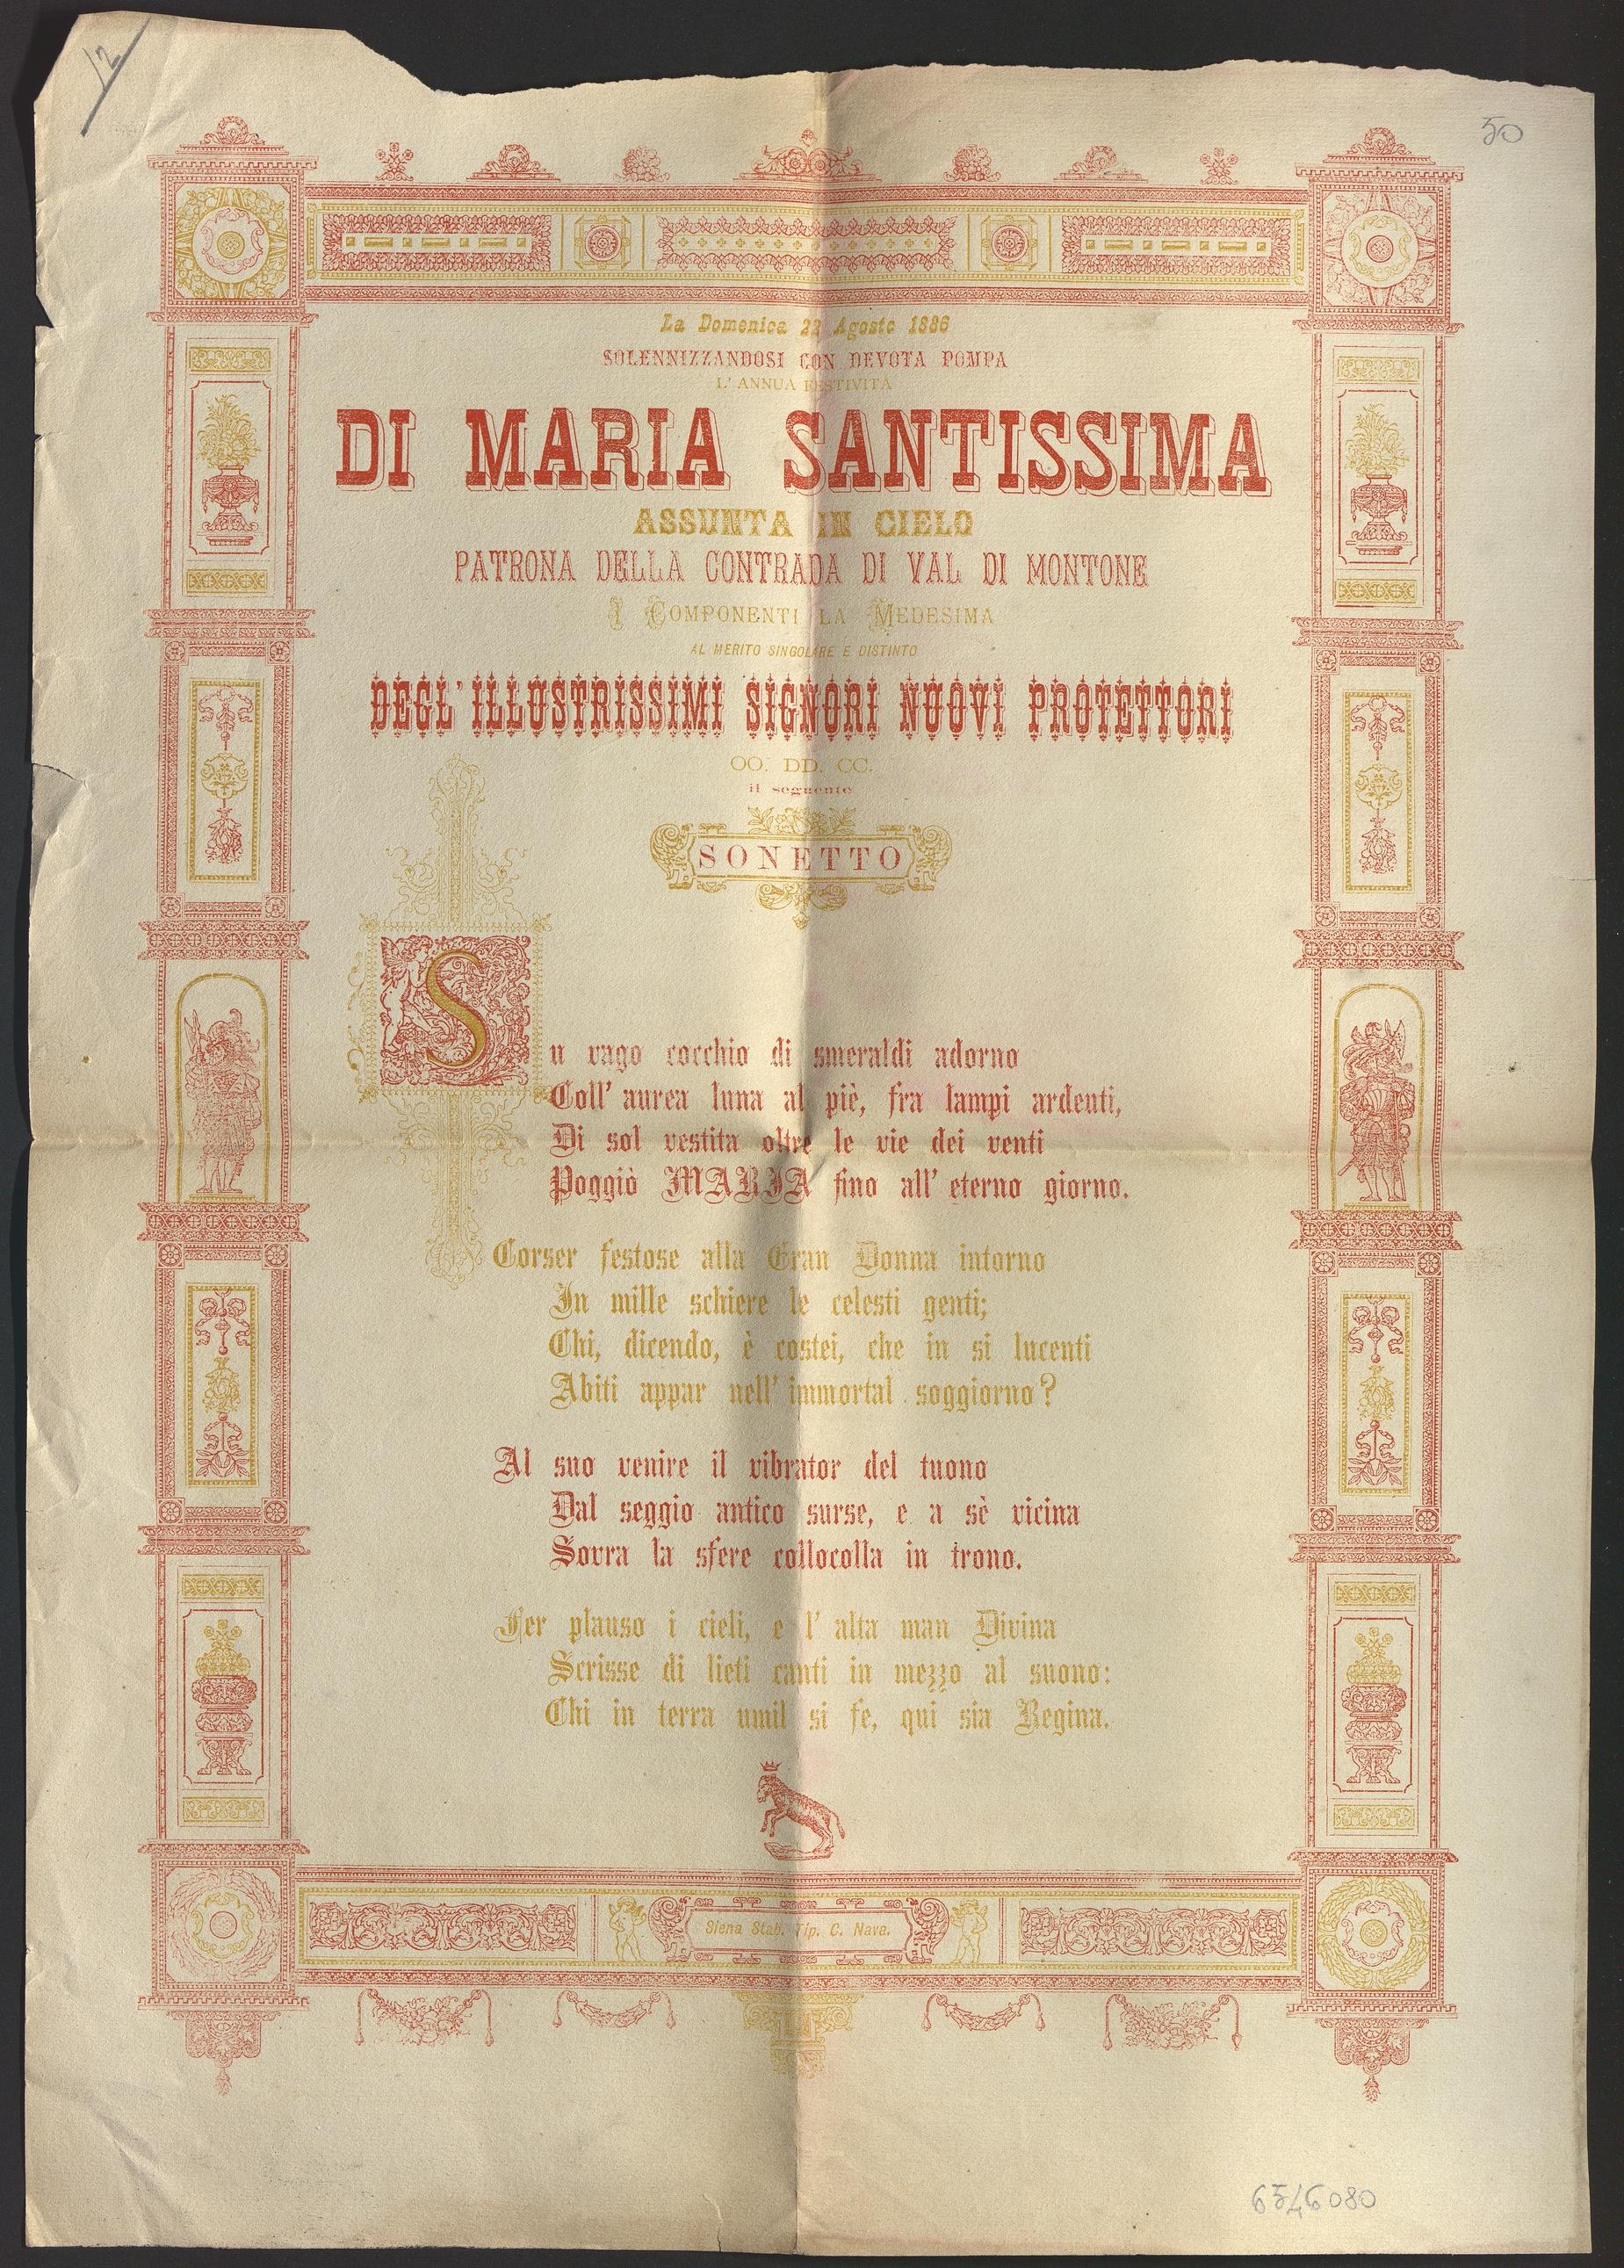 12
50
La Domenica 22 Agosto 1886
SOLENNIZZANDOSI CON DEVOTA POMPA
L' ANNUA FESTIVITÀ
DI MARIA SANTISSIMA
ASSUNTA IN CIELO
PATRONA DELLA CONTRADA DI VAL DI MONTONE
I COMPONENTI LA MEDESIMA
AL MERITO SINGOLARE E DISTINTO
DEGL' ILLUSTRISSIMI SIGNORI NUOVI PROTETTORI
OO. DD. CC.
il seguente
SONETTO
Su vago cocchio di smeraldi adorno
Coll' aurea luna al piè, fra lampi ardenti,
Di sol vestita oltre le vie dei venti
Poggiò MARIA fino all' eterno giorno.
Corser festose alla Gran Donna intorno
In mille schiere le celesti genti;
Chi, dicendo, è costei, che in si lucenti
Abiti appar nell' immortal soggiorno?
Al suo venire il vibrator del tuono
Dal seggio antico surse, e a sè vicina
Sovra la sfere collocolla in trono.
Fer plauso i cieli, e l' alta man Divina
Scrisse di lieti canti in mezzo al suono:
Chi in terra umil si fe, qui sia Regina.
Siena Stab. Tip. C. Nava.
6546080